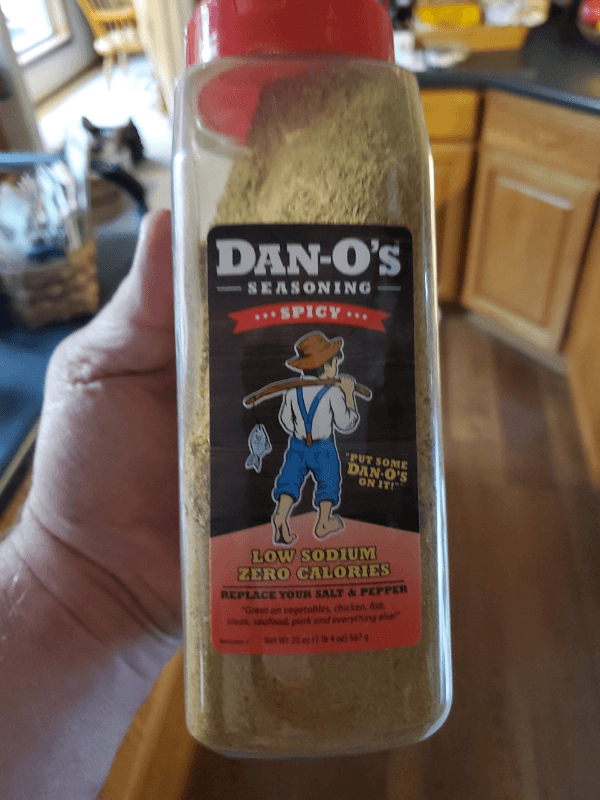 DAN-O'S
SEASONING
SPICY
"PUT SOME
DAN-O'S
ON IT!"
LOW SODIUM
ZERO CALORIES
REPLACE YOUR SALT & PEPPER
"Great on vegetables, chicken, fish,
steak, seafood, pork and everything else!"
Net Wt 20 oz (1 lb 4 oz) 567 g